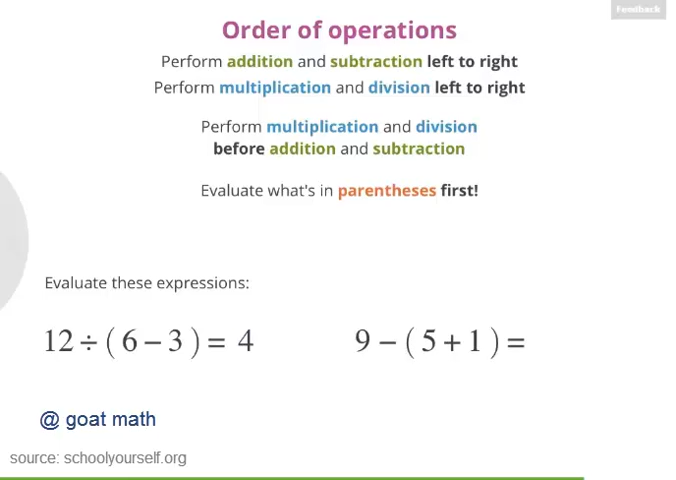 Feedback
Order of operations
Perform addition and subtraction left to right
Perform multiplication and division left to right
Perform multiplication and division
before addition and subtraction
Evaluate what's in parentheses first!
Evaluate these expressions:
12 ÷ ( 6 − 3 ) = 4
9 − ( 5 + 1 ) =
@ goat math
source: schoolyourself.org